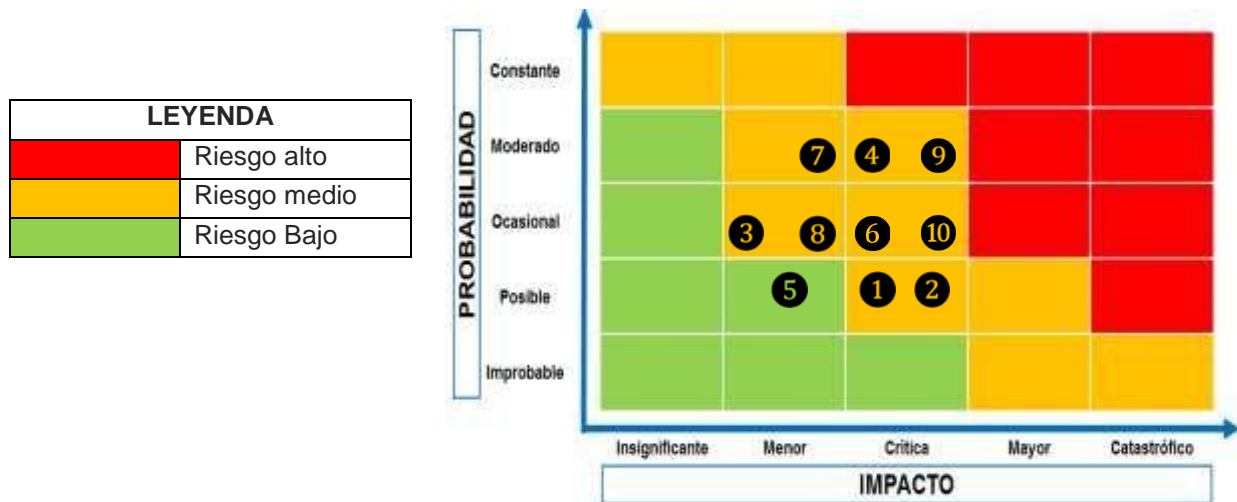 LEYENDA
Riesgo alto
Riesgo medio
Riesgo Bajo
PROBABILIDAD
Constante
Moderado
7 4 9
Ocasional
3 8 6 10
Posible
5 1 2
Improbable
Insignificante Menor Crítica Mayor Catastrófico
IMPACTO